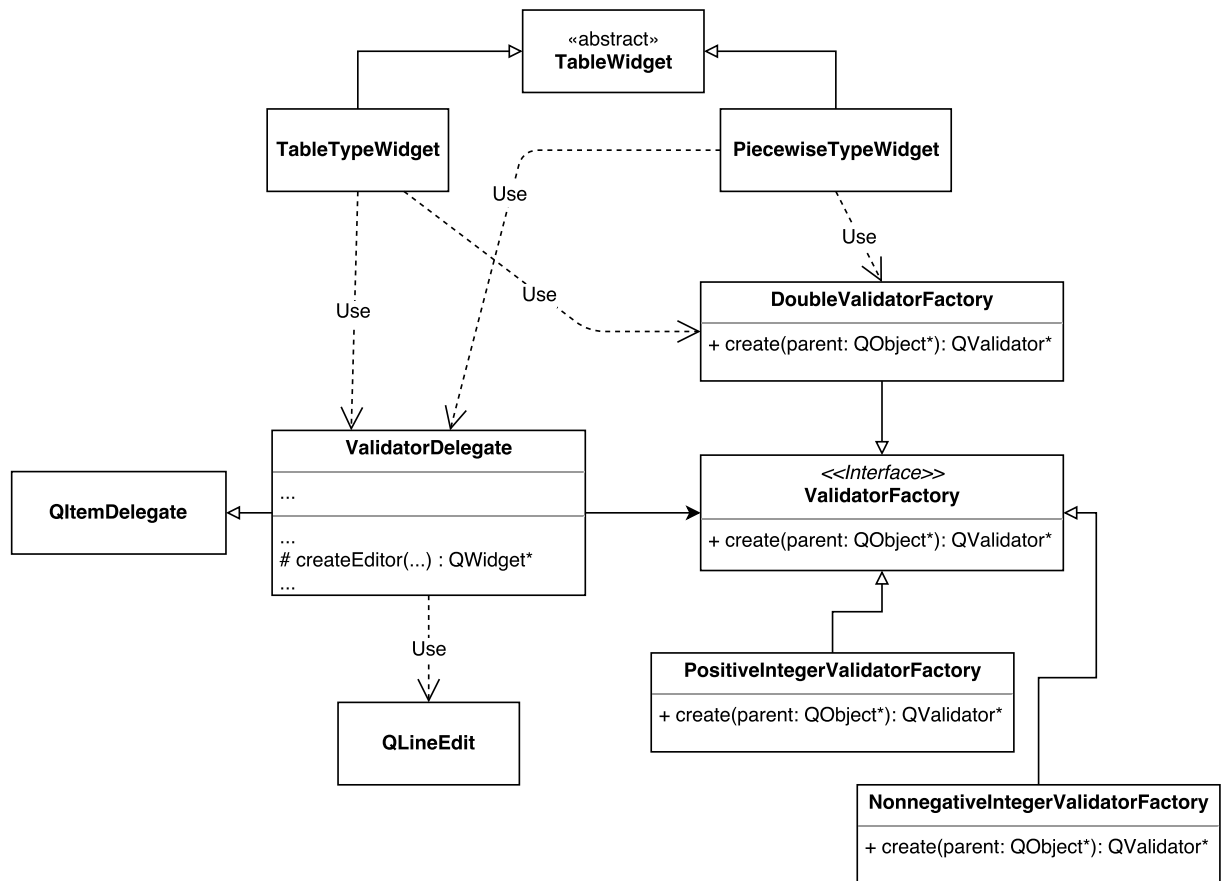 «abstract»
TableWidget
TableTypeWidget
PiecewiseTypeWidget
Use
Use
Use
Use
DoubleValidatorFactory
+ create(parent: QObject*): QValidator*
ValidatorDelegate
...
...
# createEditor(...) : QWidget*
...
QItemDelegate
<<Interface>>
ValidatorFactory
+ create(parent: QObject*): QValidator*
Use
QLineEdit
PositiveIntegerValidatorFactory
+ create(parent: QObject*): QValidator*
NonnegativeIntegerValidatorFactory
+ create(parent: QObject*): QValidator*